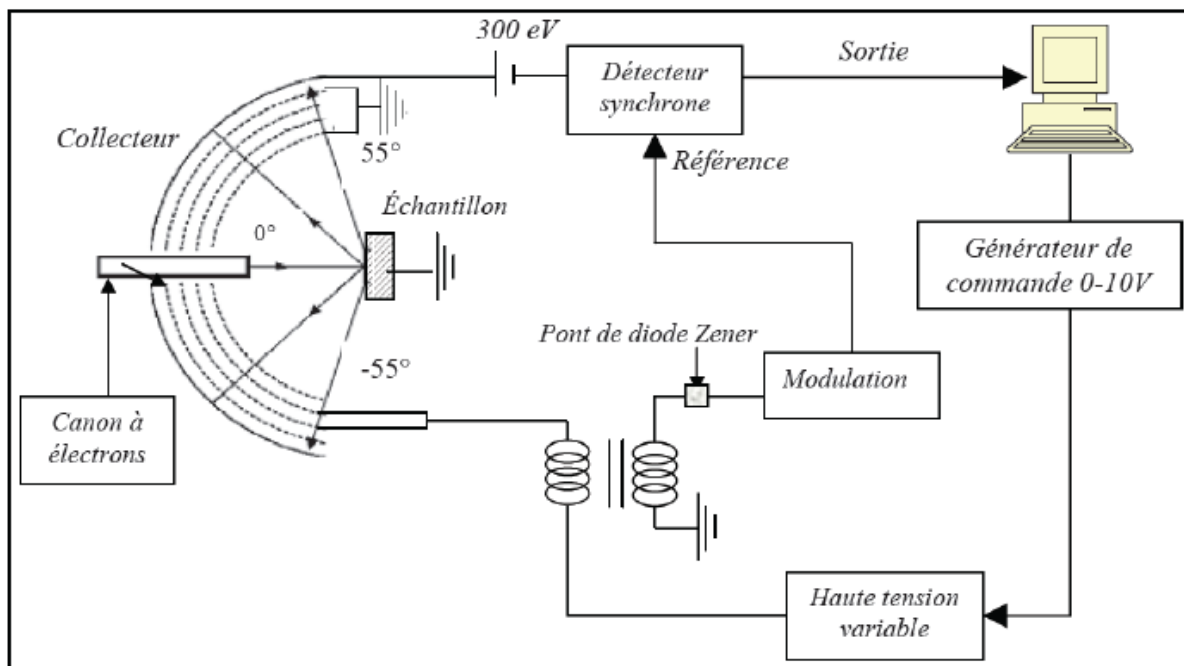 300 eV
Détecteur
synchrone
Sortie
Collecteur
55°
Référence
Échantillon
0°
Générateur de
commande 0-10V
Pont de diode Zener
-55°
Modulation
Canon à
électrons
Haute tension
variable